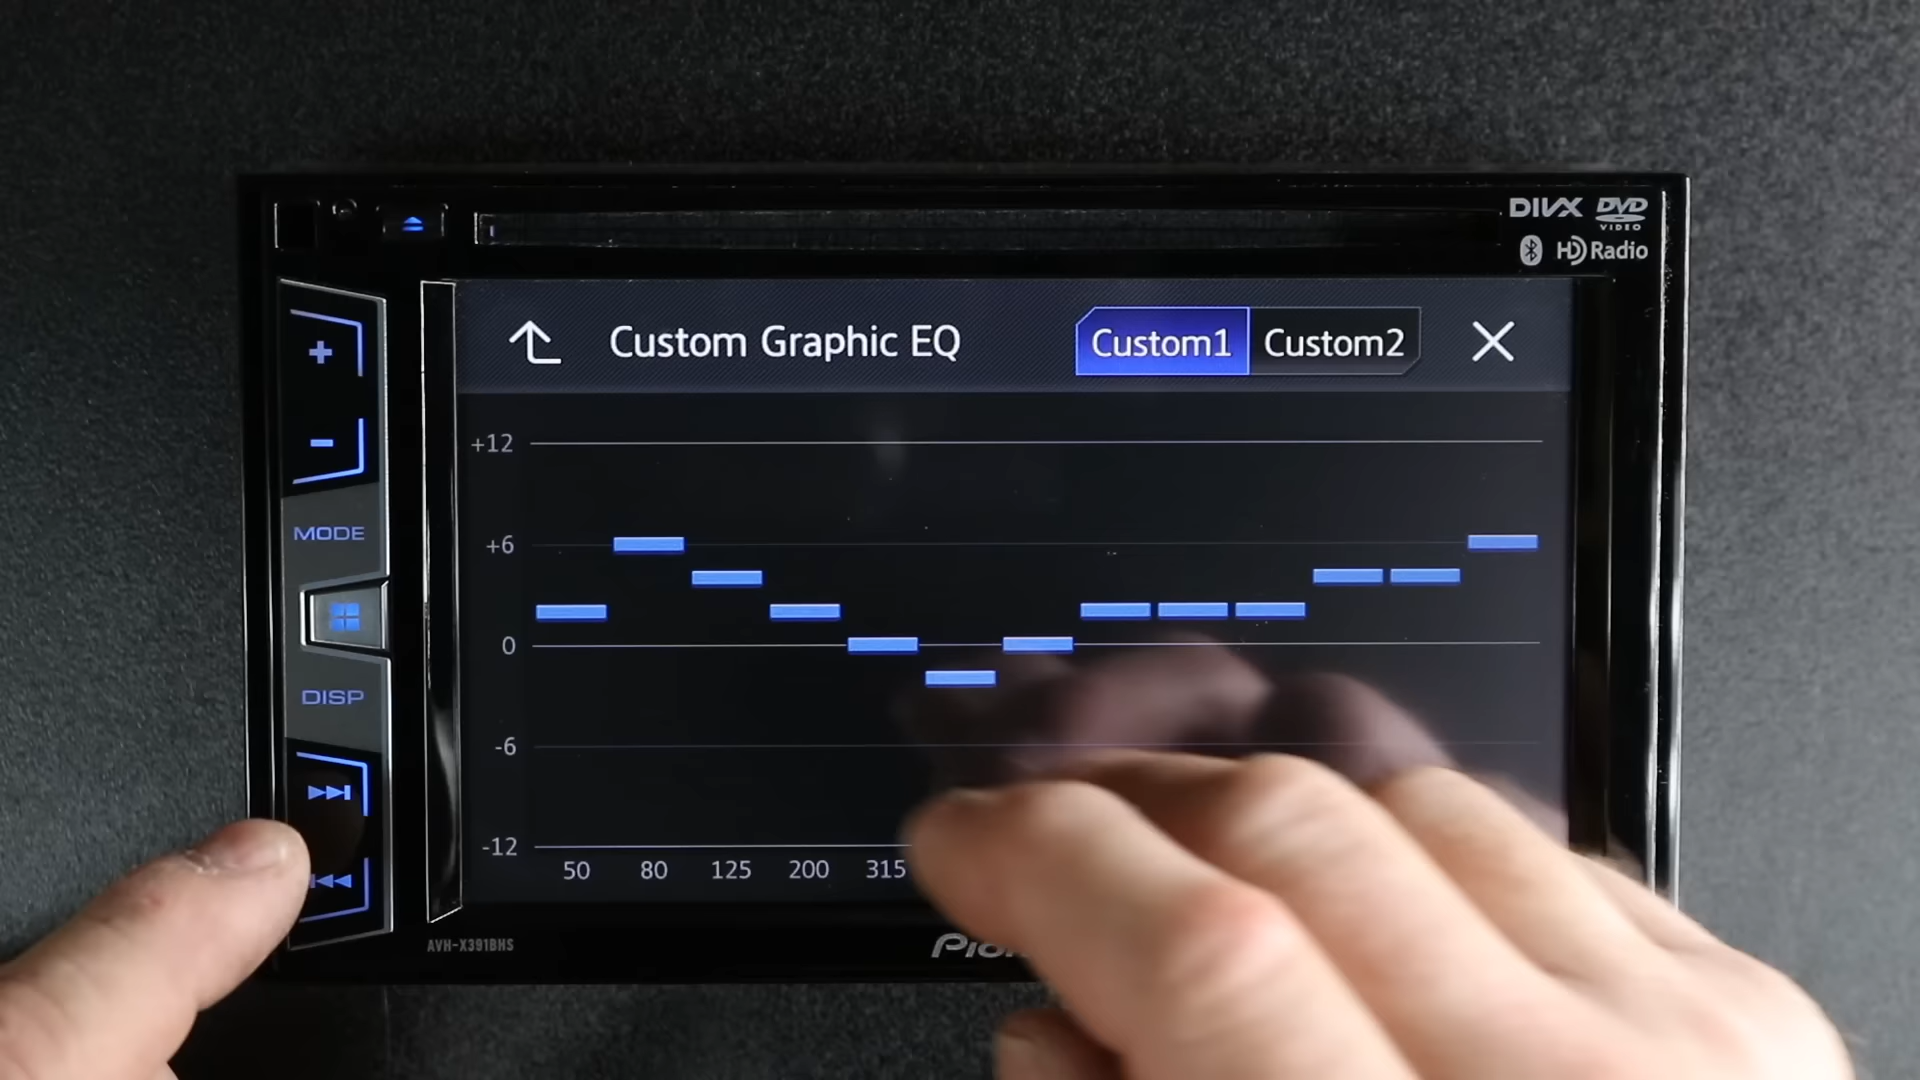 DIVX DVD
VIDEO
HD Radio
Custom Graphic EQ Custom1 Custom2
+12
+6
0
-6
-12
50 80 125 200 315
MODE
DISP
AVH-X391BHS